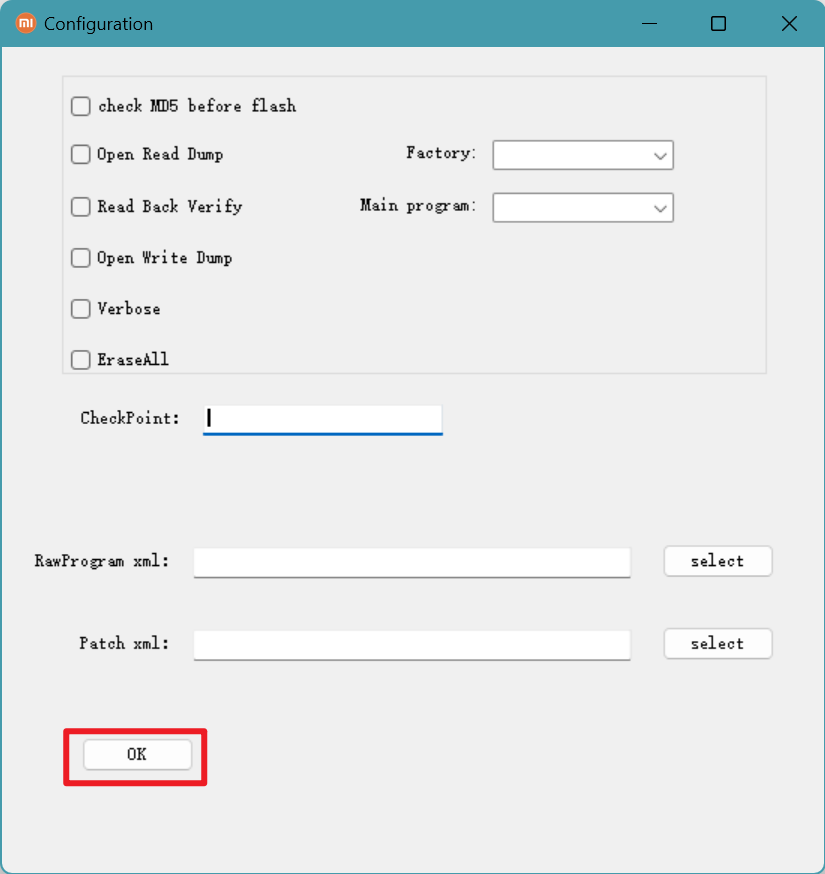 mi Configuration
check MD5 before flash
Open Read Dump Factory:
Read Back Verify Main program:
Open Write Dump
Verbose
EraseAll
CheckPoint:
RawProgram xml: select
Patch xml: select
OK